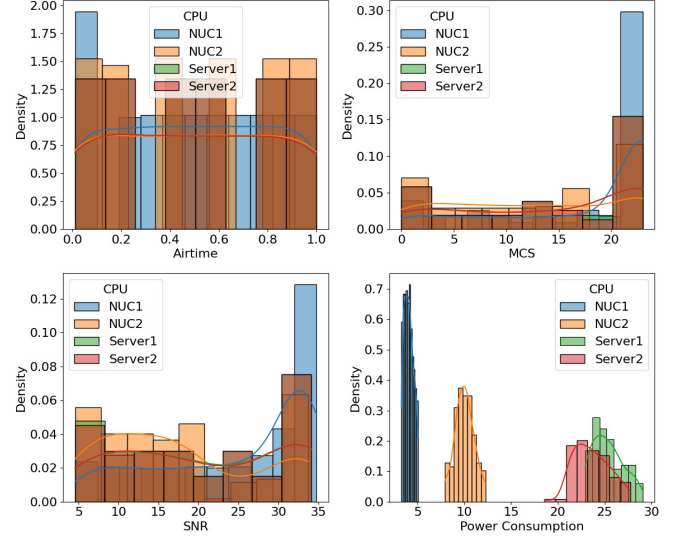 2.00
1.75
1.50
1.25
1.00
0.75
0.50
0.25
0.00
Density
CPU
NUC1
NUC2
Server1
Server2
0.0 0.2 0.4 0.6 0.8 1.0
Airtime
0.30
0.25
0.20
0.15
0.10
0.05
0.00
Density
CPU
NUC1
NUC2
Server1
Server2
0 5 10 15 20
MCS
0.12
0.10
0.08
0.06
0.04
0.02
0.00
Density
CPU
NUC1
NUC2
Server1
Server2
5 10 15 20 25 30 35
SNR
0.7
0.6
0.5
0.4
0.3
0.2
0.1
0.0
Density
CPU
NUC1
NUC2
Server1
Server2
5 10 15 20 25 30
Power Consumption